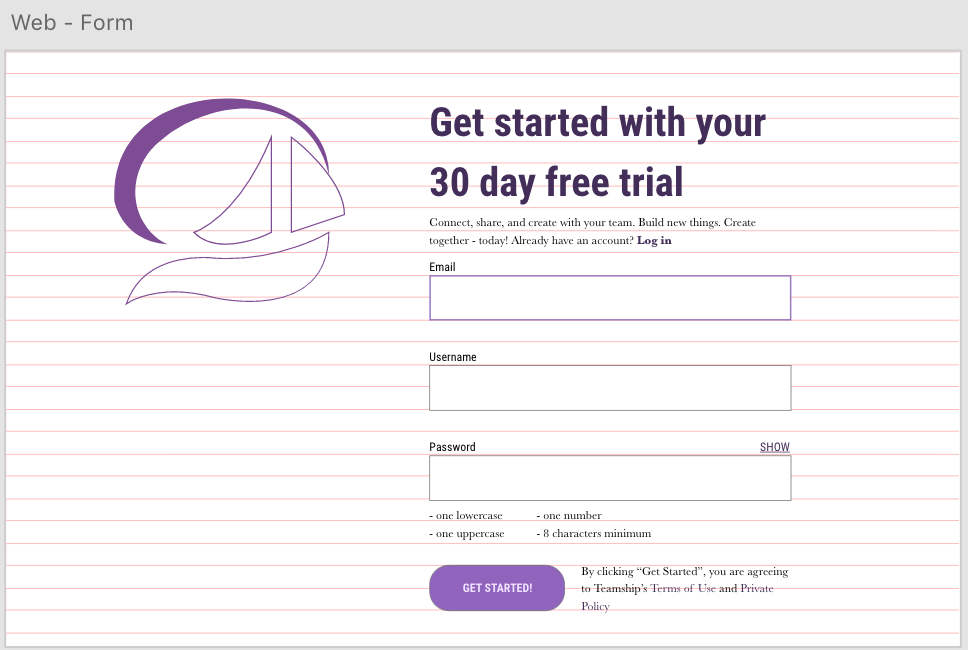 Web - Form
Get started with your
30 day free trial
Connect, share, and create with your team. Build new things. Create
together - today! Already have an account? Log in
Email
Username
Password
SHOW
- one lowercase
- one number
- one uppercase
- 8 characters minimum
GET STARTED!
By clicking “Get Started”, you are agreeing
to Teamship’s Terms of Use and Private
Policy